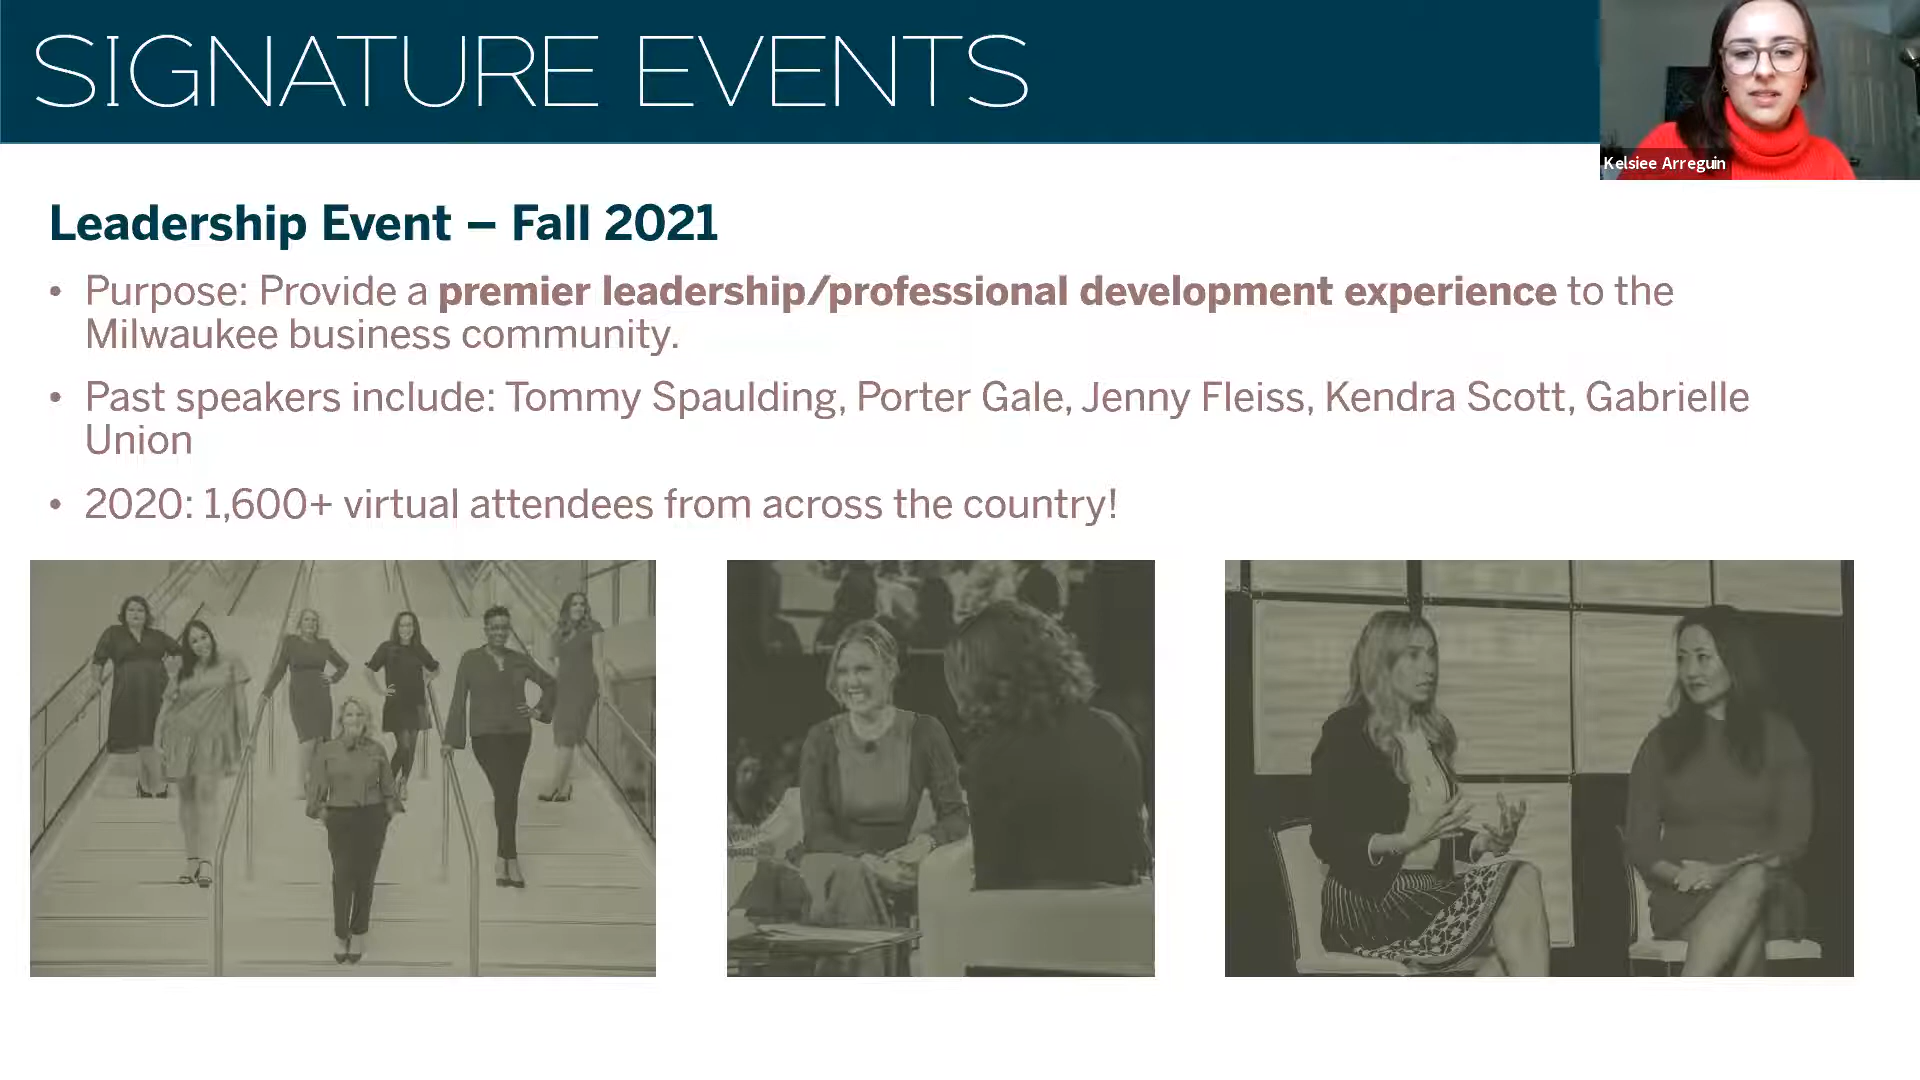 SIGNATURE EVENTS
Kelsiee Arreguin
Leadership Event – Fall 2021
• Purpose: Provide a premier leadership/professional development experience to the
Milwaukee business community.
• Past speakers include: Tommy Spaulding, Porter Gale, Jenny Fleiss, Kendra Scott, Gabrielle
Union
• 2020: 1,600+ virtual attendees from across the country!